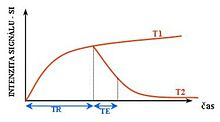 INTENZITA SIGNÁLU - SI
T1
T2
TR
TE
čas